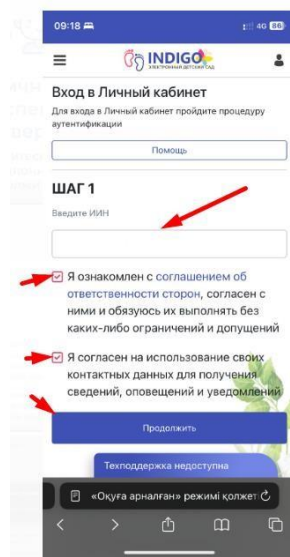 09:18
4G 86
INDIGO
ЭЛЕКТРОННЫЙ ДЕТСКИЙ САД
Вход в Личный кабинет
Для входа в Личный кабинет пройдите процедуру
аутентификации
Помощь
ШАГ 1
Введите ИИН
Я ознакомлен с соглашением об
ответственности сторон, согласен с
ними и обязуюсь их выполнять без
каких-либо ограничений и допущений
Я согласен на использование своих
контактных данных для получения
сведений, оповещений и уведомлений
Продолжить
Техподдержка недоступна
«Оқуға арналған» режимі қолжет